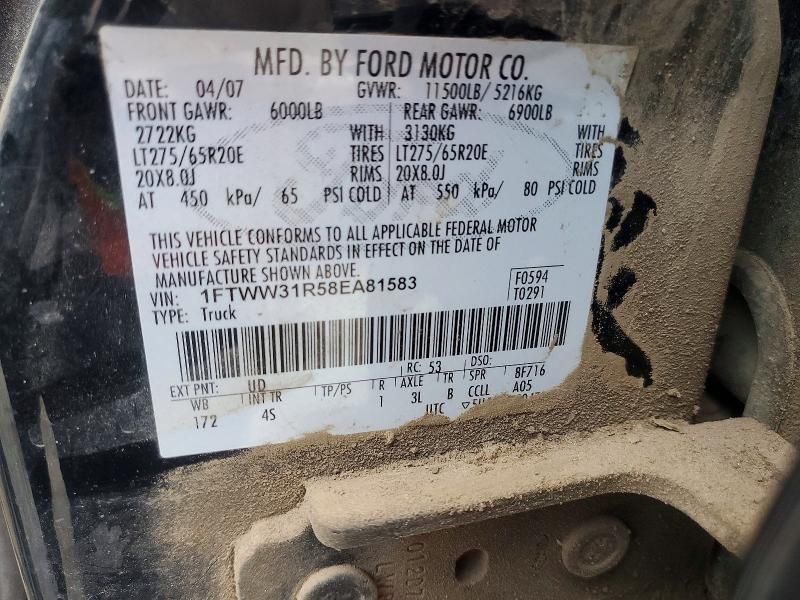 MFD. BY FORD MOTOR CO.
DATE: 04/07 GVWR: 11500LB/ 5216KG
FRONT GAWR: 6000LB REAR GAWR: 6900LB
2722KG WITH 3130KG WITH
LT275/65R20E TIRES LT275/65R20E TIRES
20X8.0J RIMS 20X8.0J RIMS
AT 450 kPa/ 65 PSI COLD AT 550 kPa/ 80 PSI COLD
THIS VEHICLE CONFORMS TO ALL APPLICABLE FEDERAL MOTOR
VEHICLE SAFETY STANDARDS IN EFFECT ON THE DATE OF
MANUFACTURE SHOWN ABOVE.
VIN: 1FTWW31R58EA81583 F0594
TYPE: Truck T0291
EXT PNT: UD RC: 53 DSO:
WB INT TR TP/PS R AXLE TR SPR 8F716
172 4S 1 3L B CCLL A05
UTC